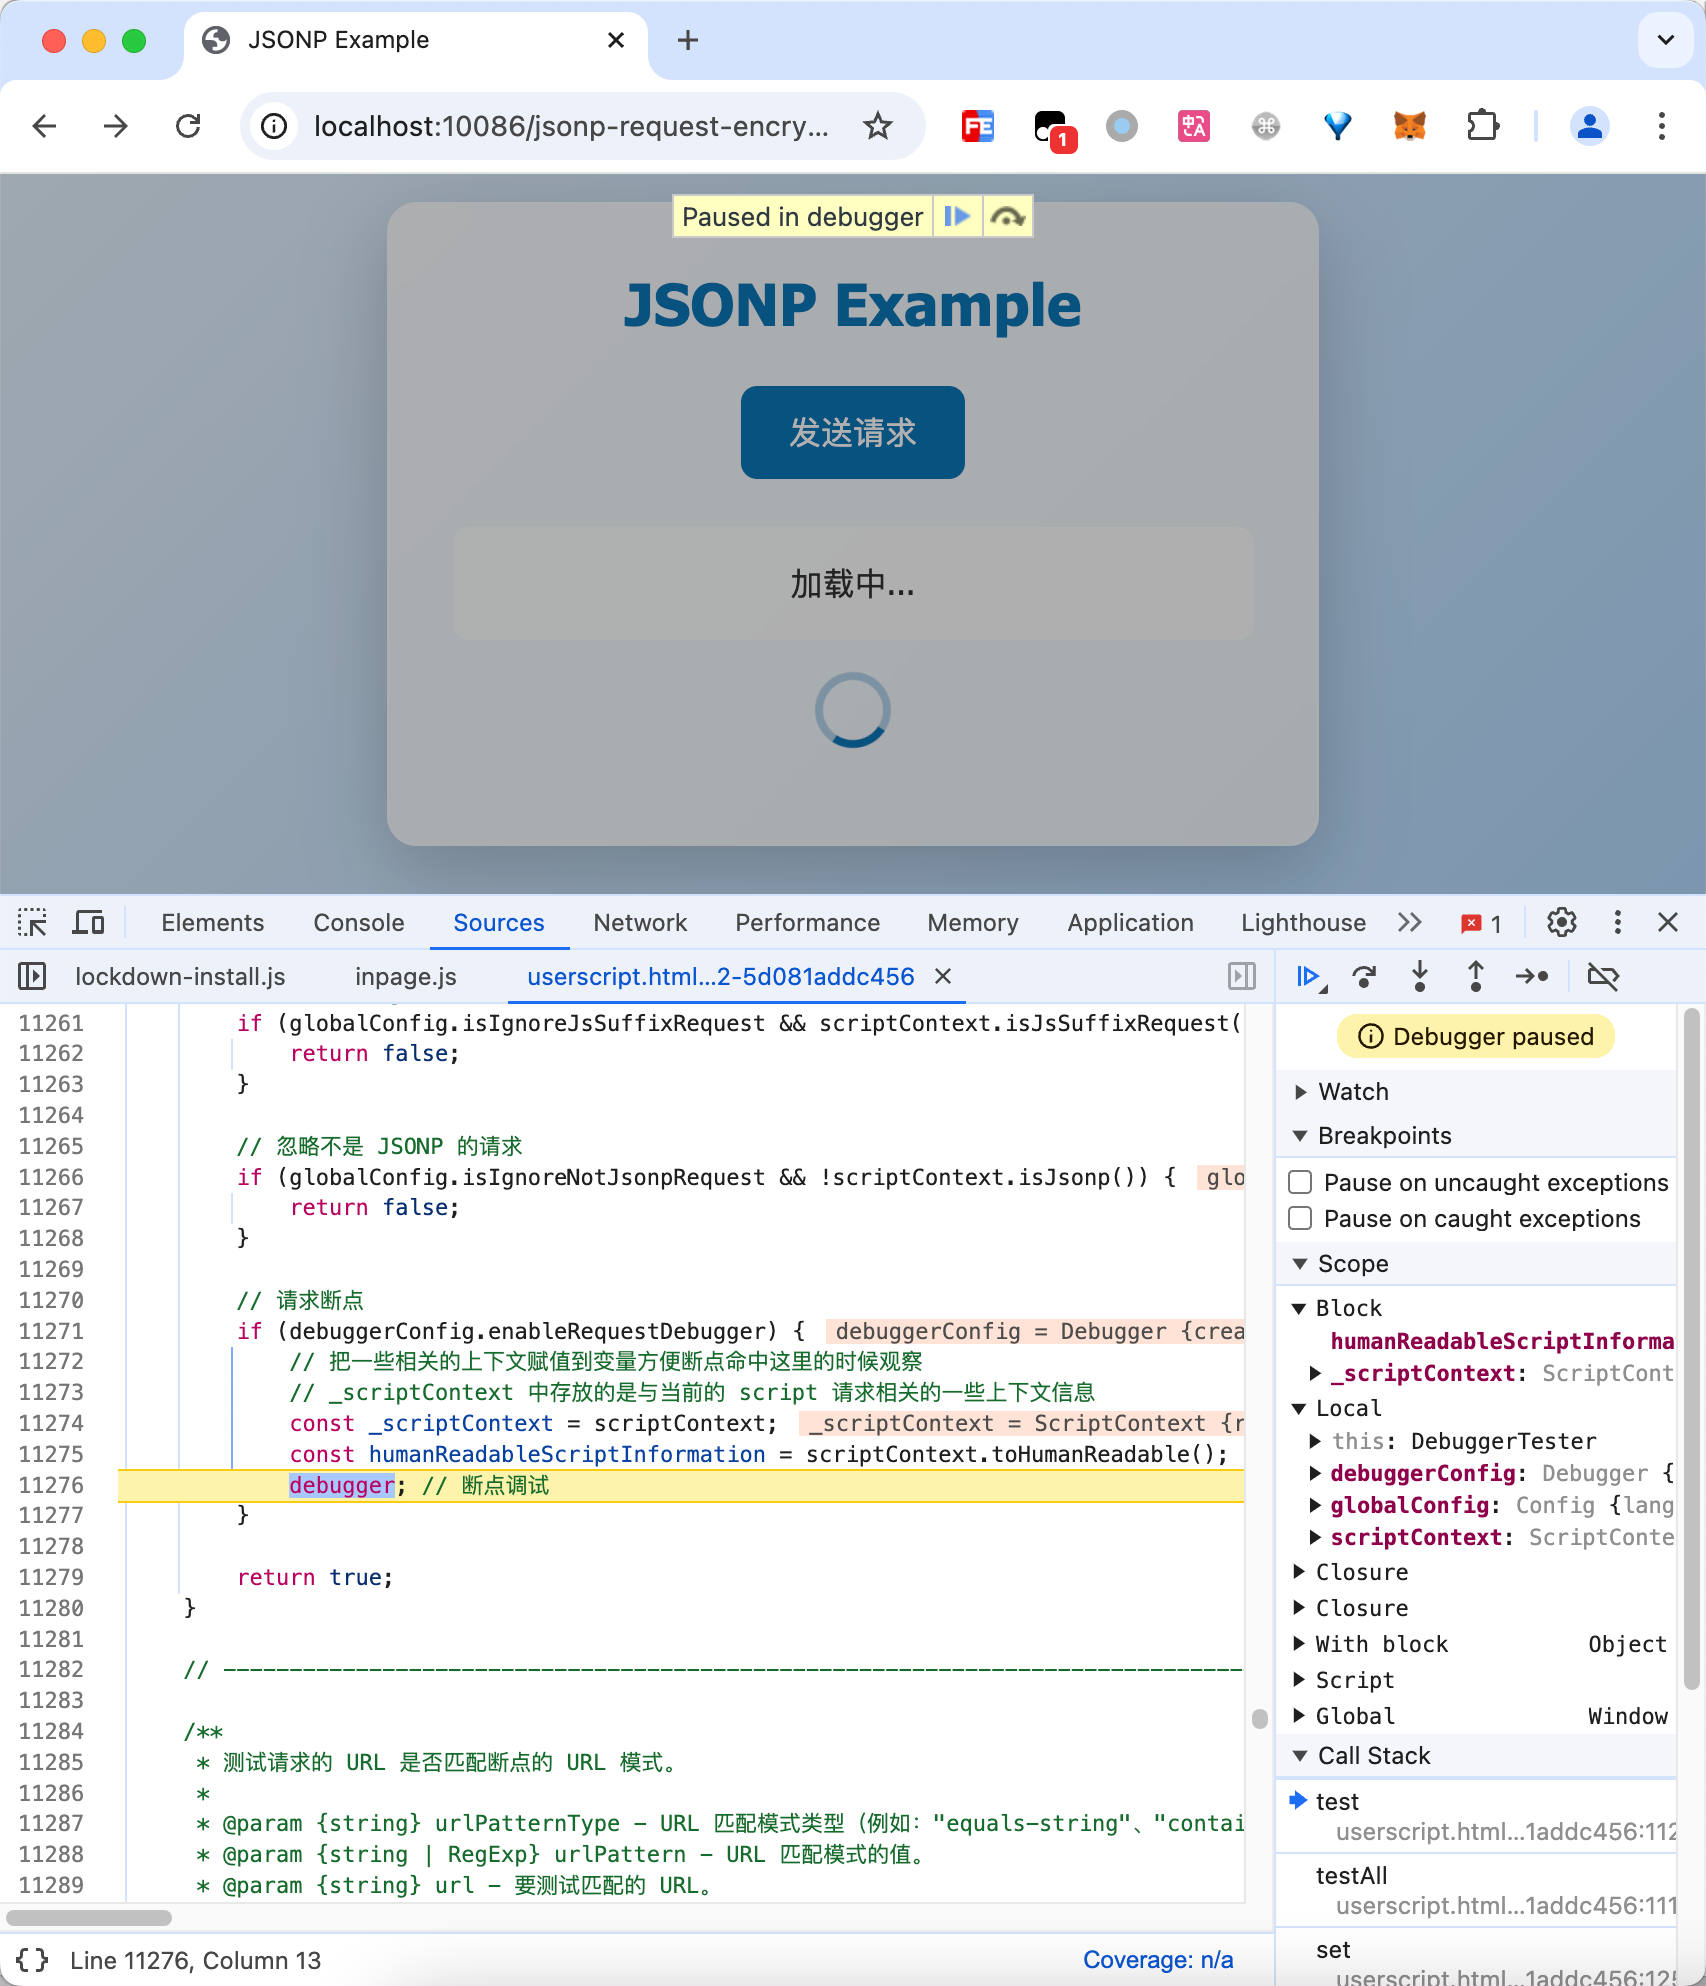 JSONP Example
localhost:10086/jsonp-request-encry...
FE
1
中A
⌘
Paused in debugger
JSONP Example
发送请求
加载中...
Elements
Console
Sources
Network
Performance
Memory
Application
Lighthouse
1
lockdown-install.js
inpage.js
userscript.html...2-5d081addc456
11261 if (globalConfig.isIgnoreJsSuffixRequest && scriptContext.isJsSuffixRequest(
11262 return false;
11263 }
11264
11265 // 忽略不是 JSONP 的请求
11266 if (globalConfig.isIgnoreNotJsonpRequest && !scriptContext.isJsonp()) { glo
11267 return false;
11268 }
11269
11270 // 请求断点
11271 if (debuggerConfig.enableRequestDebugger) { debuggerConfig = Debugger {crea
11272 // 把一些相关的上下文赋值到变量方便断点命中这里的时候观察
11273 // _scriptContext 中存放的是与当前的 script 请求相关的一些上下文信息
11274 const _scriptContext = scriptContext; _scriptContext = ScriptContext {r
11275 const humanReadableScriptInformation = scriptContext.toHumanReadable();
11276 debugger; // 断点调试
11277 }
11278
11279 return true;
11280 }
11281
11282 // -----------------------------------------------------------------------------
11283
11284 /**
11285 * 测试请求的 URL 是否匹配断点的 URL 模式。
11286 *
11287 * @param {string} urlPatternType - URL 匹配模式类型（例如："equals-string"、"contai
11288 * @param {string | RegExp} urlPattern - URL 匹配模式的值。
11289 * @param {string} url - 要测试匹配的 URL。
{} Line 11276, Column 13
Coverage: n/a
Debugger paused
Watch
Breakpoints
Pause on uncaught exceptions
Pause on caught exceptions
Scope
Block
humanReadableScriptInforma
_scriptContext: ScriptCont
Local
this: DebuggerTester
debuggerConfig: Debugger {
globalConfig: Config {lang
scriptContext: ScriptConte
Closure
Closure
With block Object
Script
Global Window
Call Stack
test
userscript.html...1addc456:112
testAll
userscript.html...1addc456:111
set
userscript.html...1addc456:125